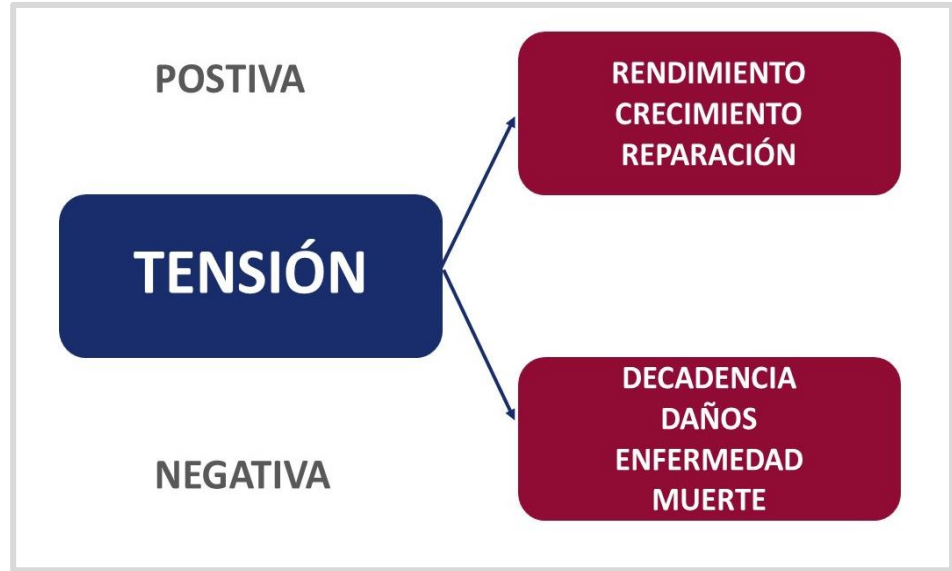 POSTIVA
RENDIMIENTO
CRECIMIENTO
REPARACIÓN
TENSIÓN
DECADENCIA
DAÑOS
ENFERMEDAD
MUERTE
NEGATIVA